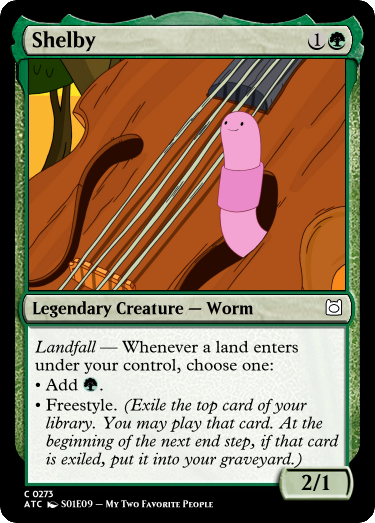 Shelby 1
Legendary Creature — Worm
Landfall — Whenever a land enters
under your control, choose one:
• Add .
• Freestyle. (Exile the top card of your
library. You may play that card. At the
beginning of the next end step, if that card
is exiled, put it into your graveyard.)
2/1
C 0273
ATC S01E09 – My Two Favorite People